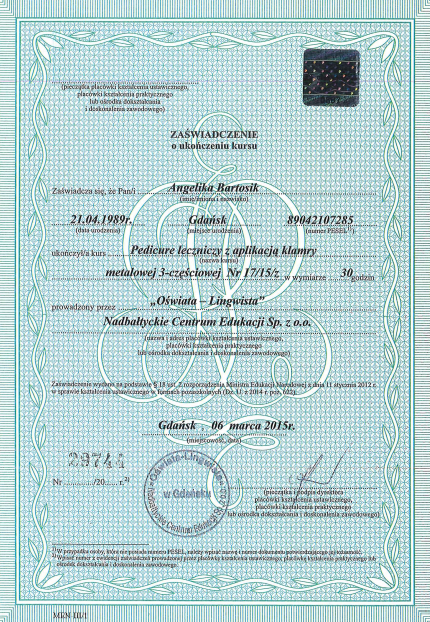 (pieczątka placówki kształcenia ustawicznego,
placówki kształcenia praktycznego
lub ośrodka dokształcania
i doskonalenia zawodowego)
ZAŚWIADCZENIE
o ukończeniu kursu
Zaświadcza się, że Pan/i Angelika Bartosik
(imię/imiona i nazwisko)
21.04.1989r. Gdańsk 89042107285
(data urodzenia) (miejsce urodzenia) (numer PESEL¹⁾)
ukończył/a kurs Pedicure leczniczy z aplikacją klamry
(nazwa kursu)
metalowej 3-częściowej Nr 17/15/z w wymiarze 30 godzin
prowadzony przez „Oświata – Lingwista”
Nadbałtyckie Centrum Edukacji Sp. z o.o.
(nazwa i adres placówki kształcenia ustawicznego,
placówki kształcenia praktycznego
lub ośrodka dokształcania i doskonalenia zawodowego)
Zaświadczenie wydano na podstawie § 18 ust. 2 rozporządzenia Ministra Edukacji Narodowej z dnia 11 stycznia 2012 r.
w sprawie kształcenia ustawicznego w formach pozaszkolnych (Dz. U. z 2014 r. poz. 622).
Gdańsk , 06 marca 2015r.
(miejscowość, data)
Nr ............/20...... r.²⁾
„Oświata-Lingwista”
w Gdańsku
Nadbałtyckie Centrum Edukacji Sp. z o.o.
(pieczątka i podpis dyrektora
placówki kształcenia ustawicznego,
placówki kształcenia praktycznego
lub ośrodka dokształcania i doskonalenia zawodowego)
¹⁾ W przypadku osoby, która nie posiada numeru PESEL, należy wpisać nazwę i numer dokumentu potwierdzającego jej tożsamość.
²⁾ Wpisać numer z ewidencji zaświadczeń prowadzonej przez placówkę kształcenia ustawicznego, placówkę kształcenia praktycznego lub
ośrodek dokształcania i doskonalenia zawodowego.
MEN-III/1